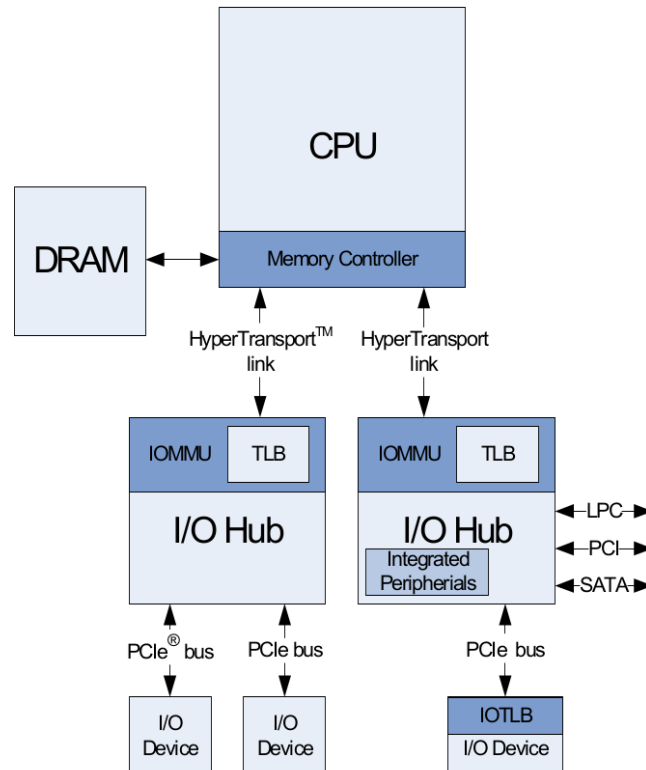 CPU
DRAM
Memory Controller
HyperTransport™
link
HyperTransport
link
IOMMU
TLB
I/O Hub
IOMMU
TLB
I/O Hub
Integrated
Peripherials
LPC
PCI
SATA
PCIe® bus
PCIe bus
PCIe bus
I/O
Device
I/O
Device
IOTLB
I/O Device